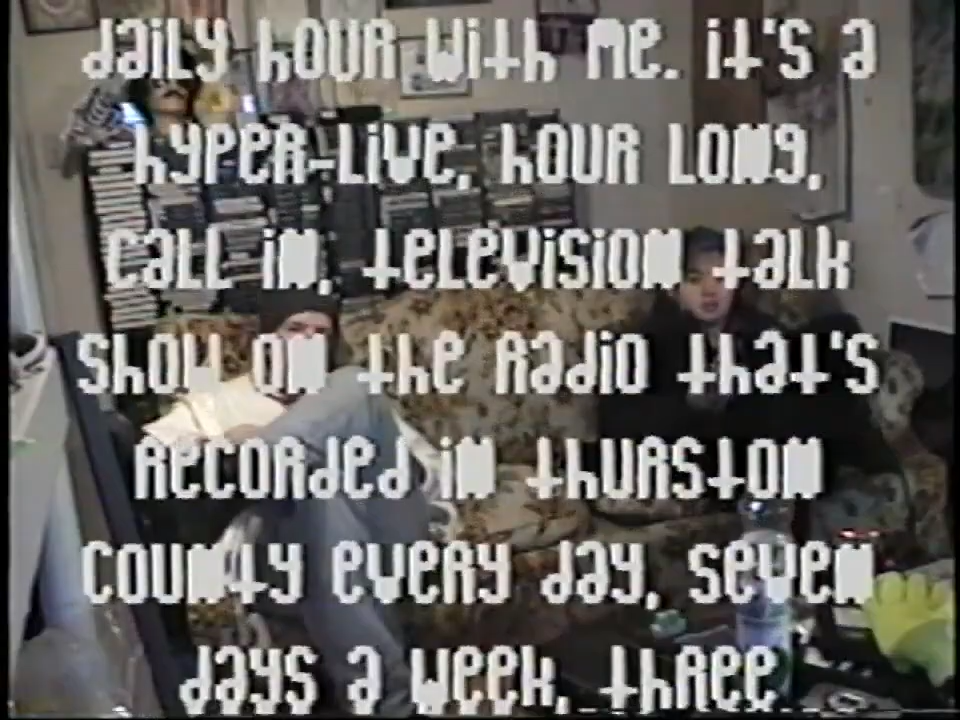 daily hour with me. it's a
hyper-live, hour long,
call in, television talk
show on the radio that's
recorded in thurston
county every day, seven
days a week, three